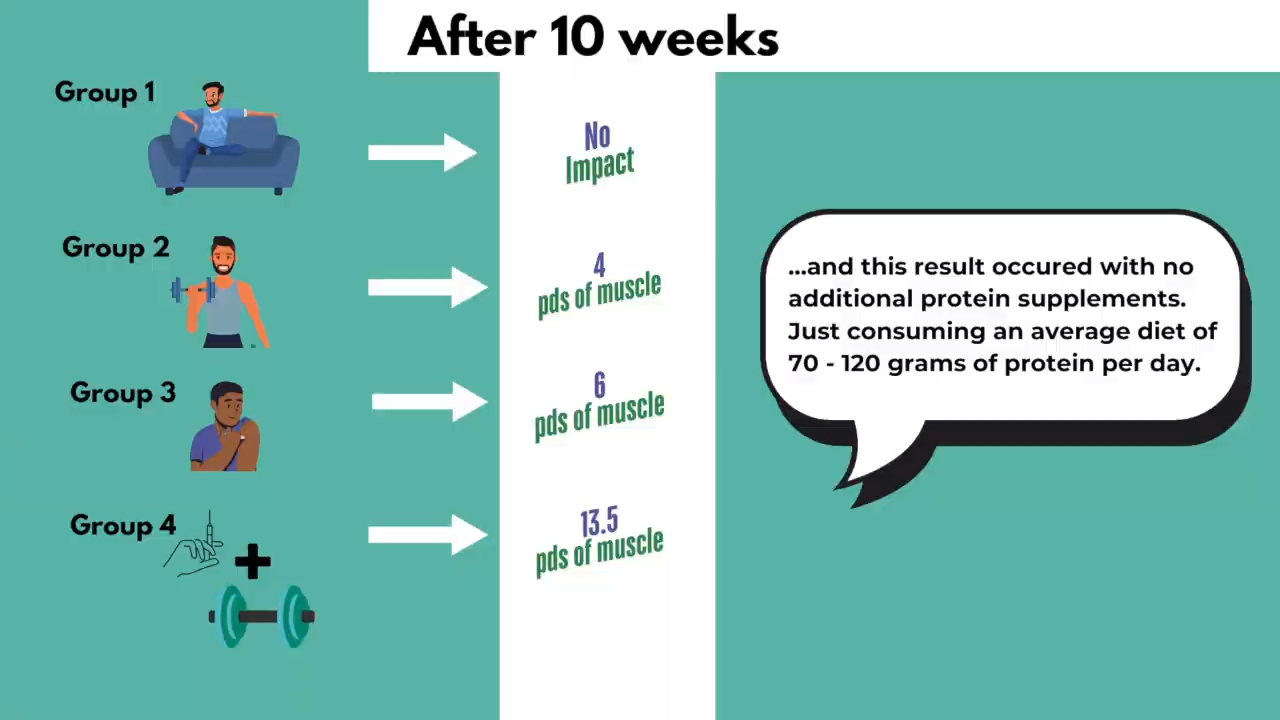 After 10 weeks
Group 1
No
Impact
Group 2
4
pds of muscle
Group 3
6
pds of muscle
Group 4
13.5
pds of muscle
...and this result occured with no
additional protein supplements.
Just consuming an average diet of
70 - 120 grams of protein per day.